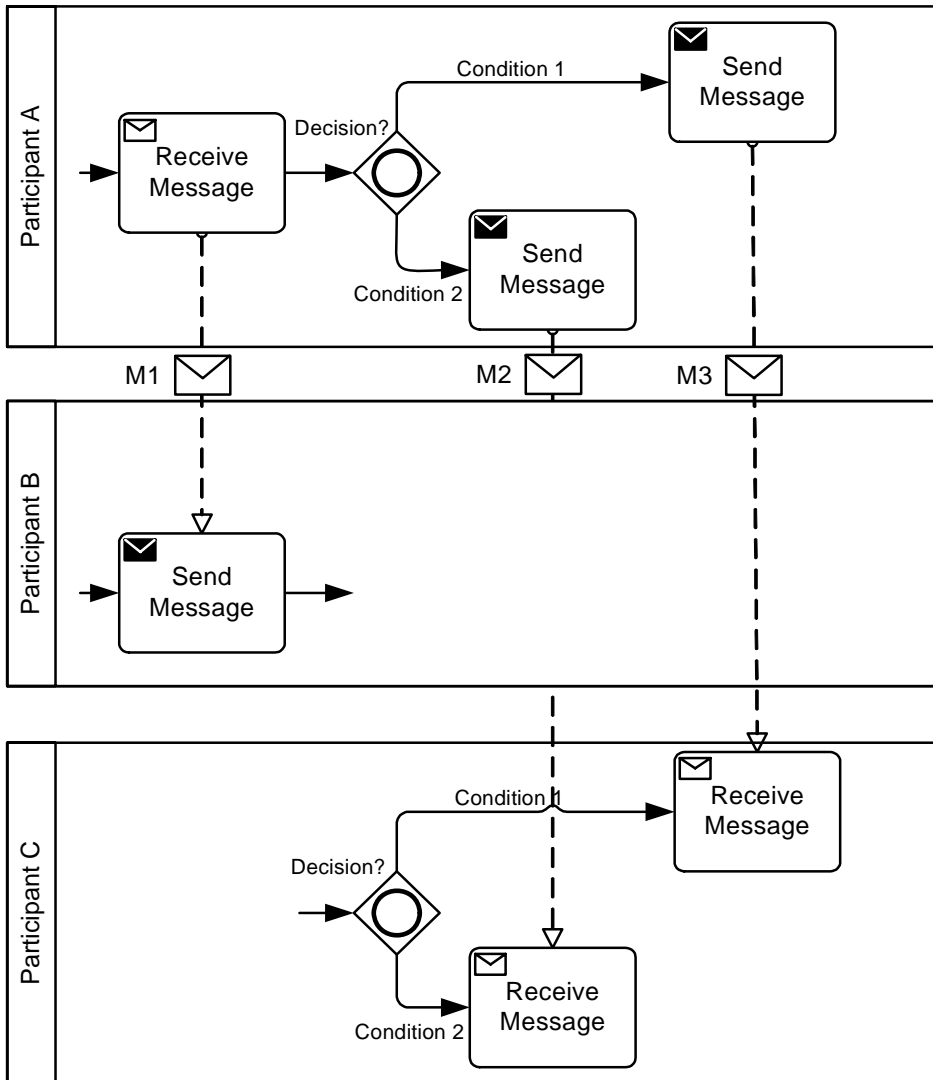 Participant A
Receive
Message
Decision?
Condition 1
Send
Message
Condition 2
Send
Message
M1
M2
M3
Participant B
Send
Message
Participant C
Decision?
Condition 1
Receive
Message
Condition 2
Receive
Message